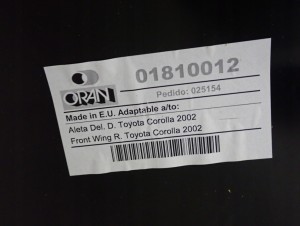 ORAN
01810012
Pedido: 025154
Made in E.U. Adaptable a/to:
Aleta Del. D. Toyota Corolla 2002
Front Wing R. Toyota Corolla 2002